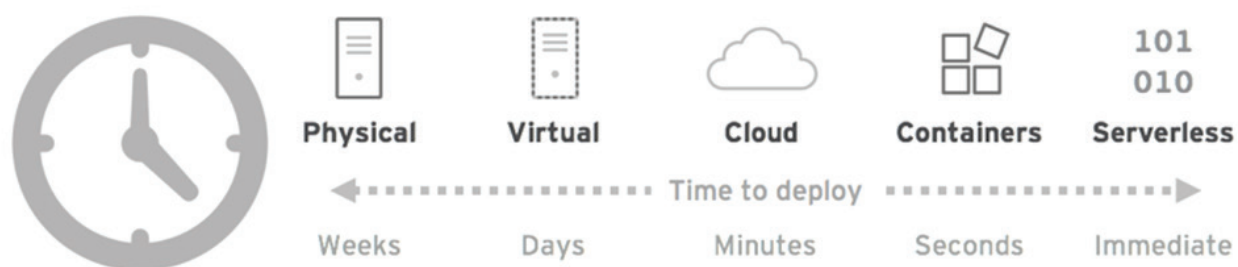 101
010
Physical Virtual Cloud Containers Serverless
Time to deploy
Weeks Days Minutes Seconds Immediate